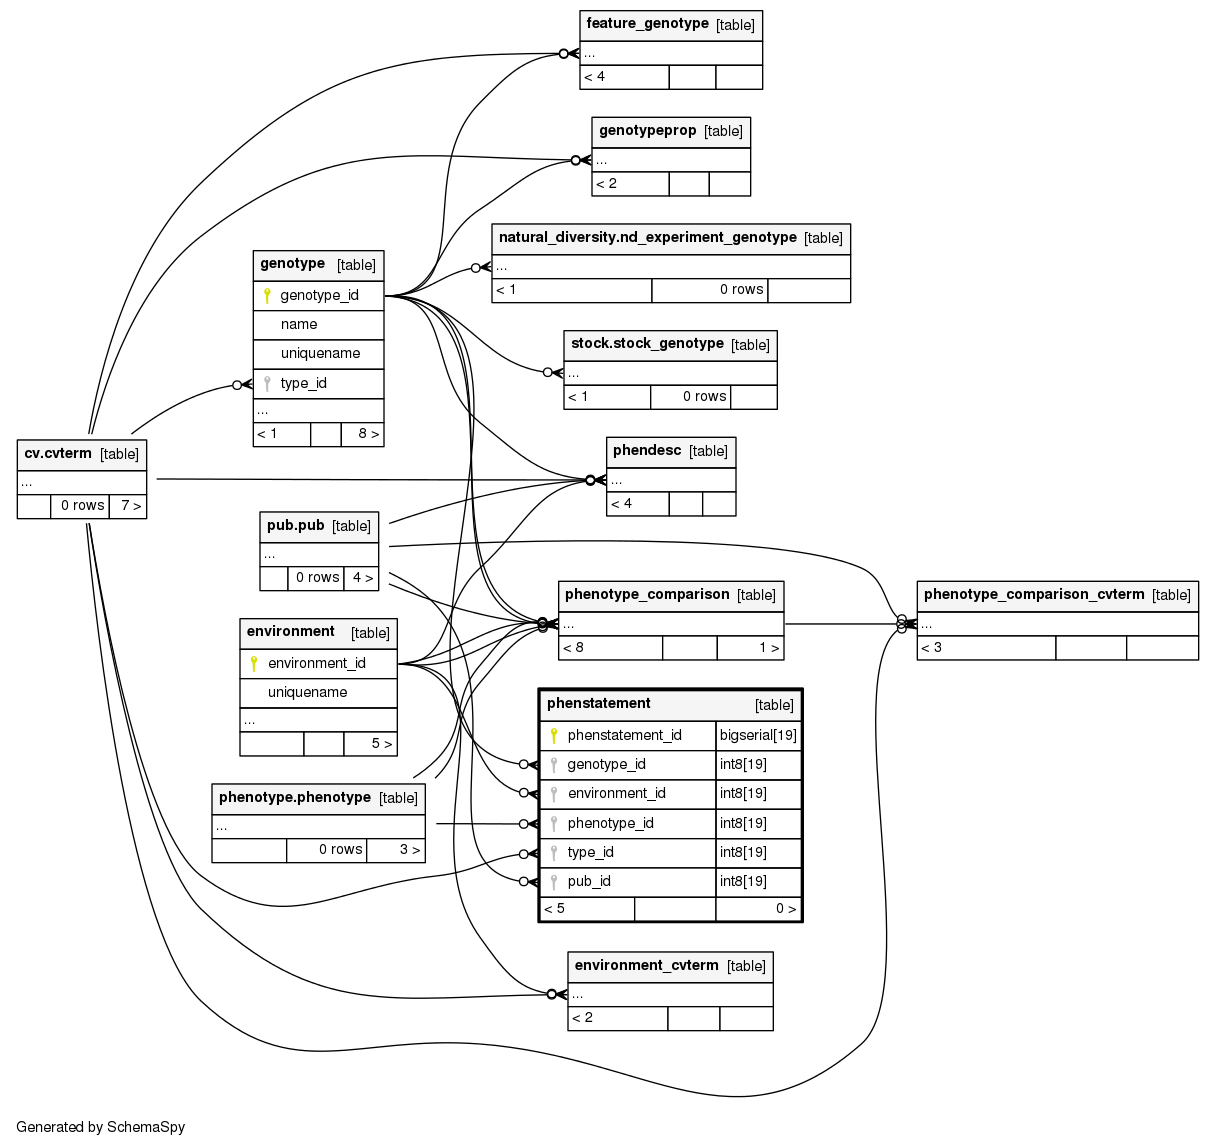 feature_genotype [table]
...
< 4
genotypeprop [table]
...
< 2
natural_diversity.nd_experiment_genotype [table]
...
< 1 0 rows
genotype [table]
genotype_id
name
uniquename
type_id
...
< 1 8 >
stock.stock_genotype [table]
...
< 1 0 rows
phendesc [table]
...
< 4
cv.cvterm [table]
...
0 rows 7 >
pub.pub [table]
...
0 rows 4 >
phenotype_comparison [table]
...
< 8 1 >
phenotype_comparison_cvterm [table]
...
< 3
environment [table]
environment_id
uniquename
...
5 >
phenstatement [table]
phenstatement_id bigserial[19]
genotype_id int8[19]
environment_id int8[19]
phenotype_id int8[19]
type_id int8[19]
pub_id int8[19]
< 5 0 >
phenotype.phenotype [table]
...
0 rows 3 >
environment_cvterm [table]
...
< 2
Generated by SchemaSpy